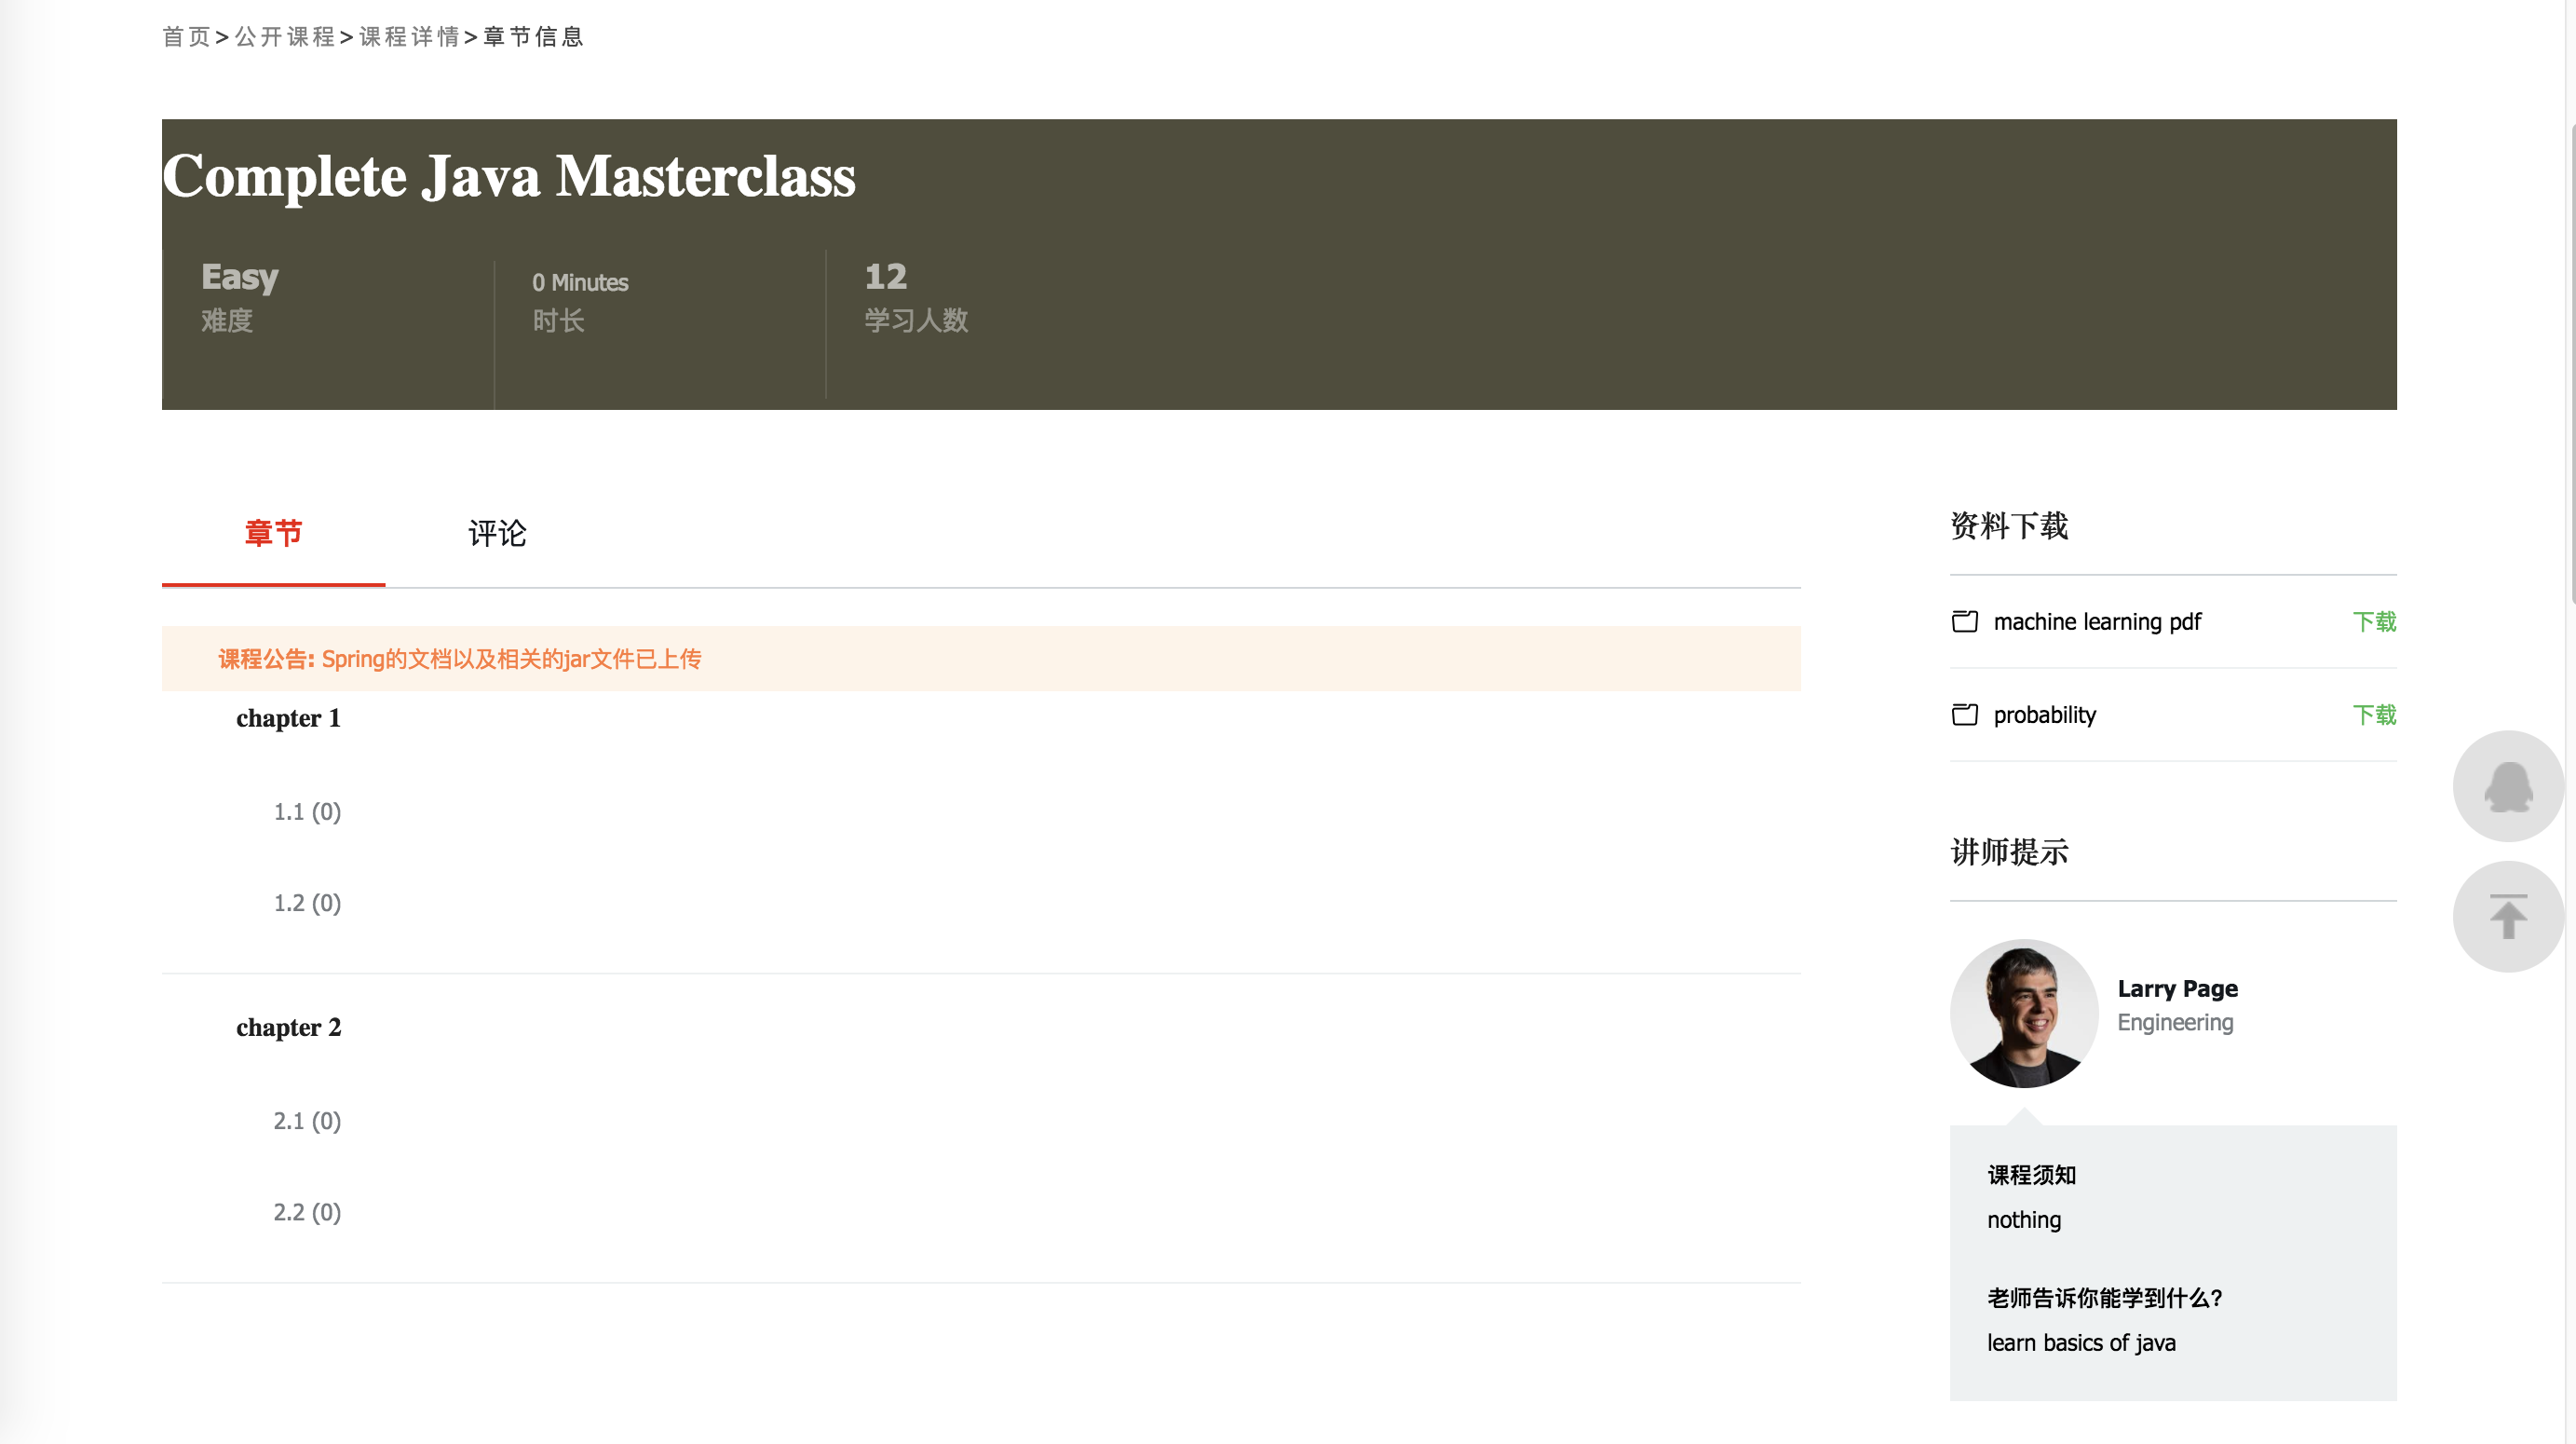 首页>公开课程>课程详情>章节信息
Complete Java Masterclass
Easy
难度
0 Minutes
时长
12
学习人数
章节
评论
课程公告: Spring的文档以及相关的jar文件已上传
chapter 1
1.1 (0)
1.2 (0)
chapter 2
2.1 (0)
2.2 (0)
资料下载
machine learning pdf 下载
probability 下载
讲师提示
Larry Page
Engineering
课程须知
nothing
老师告诉你能学到什么?
learn basics of java